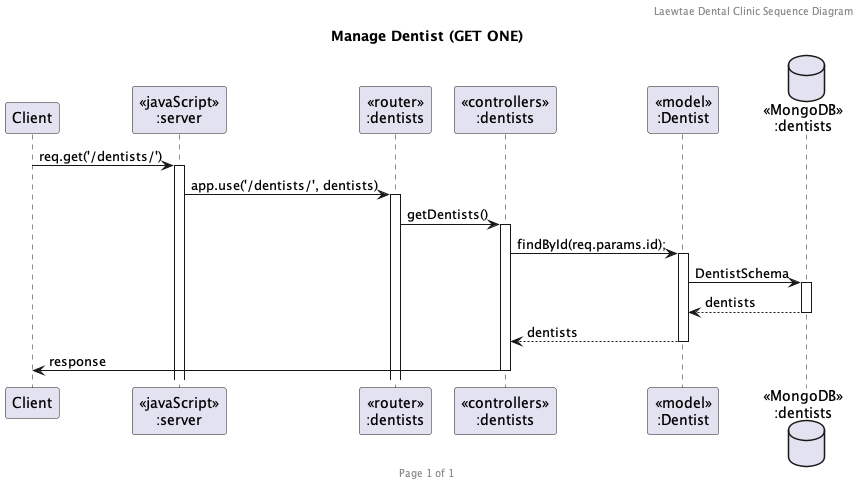 Laewtae Dental Clinic Sequence Diagram
Manage Dentist (GET ONE)
Client
«javaScript»
:server
«router»
:dentists
«controllers»
:dentists
«model»
:Dentist
«MongoDB»
:dentists
req.get('/dentists/')
app.use('/dentists/', dentists)
getDentists()
findById(req.params.id);
DentistSchema
dentists
dentists
response
Client
«javaScript»
:server
«router»
:dentists
«controllers»
:dentists
«model»
:Dentist
«MongoDB»
:dentists
Page 1 of 1